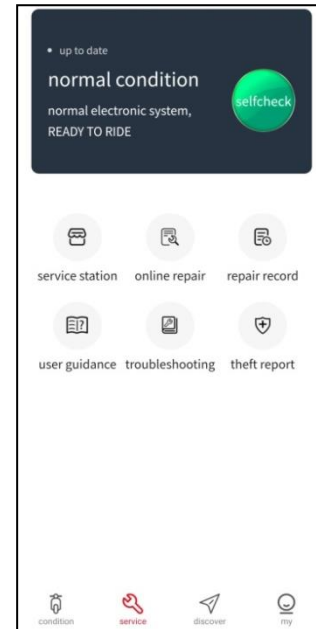 up to date
normal condition
normal electronic system,
READY TO RIDE
selfcheck
service station online repair repair record
user guidance troubleshooting theft report
condition service discover my